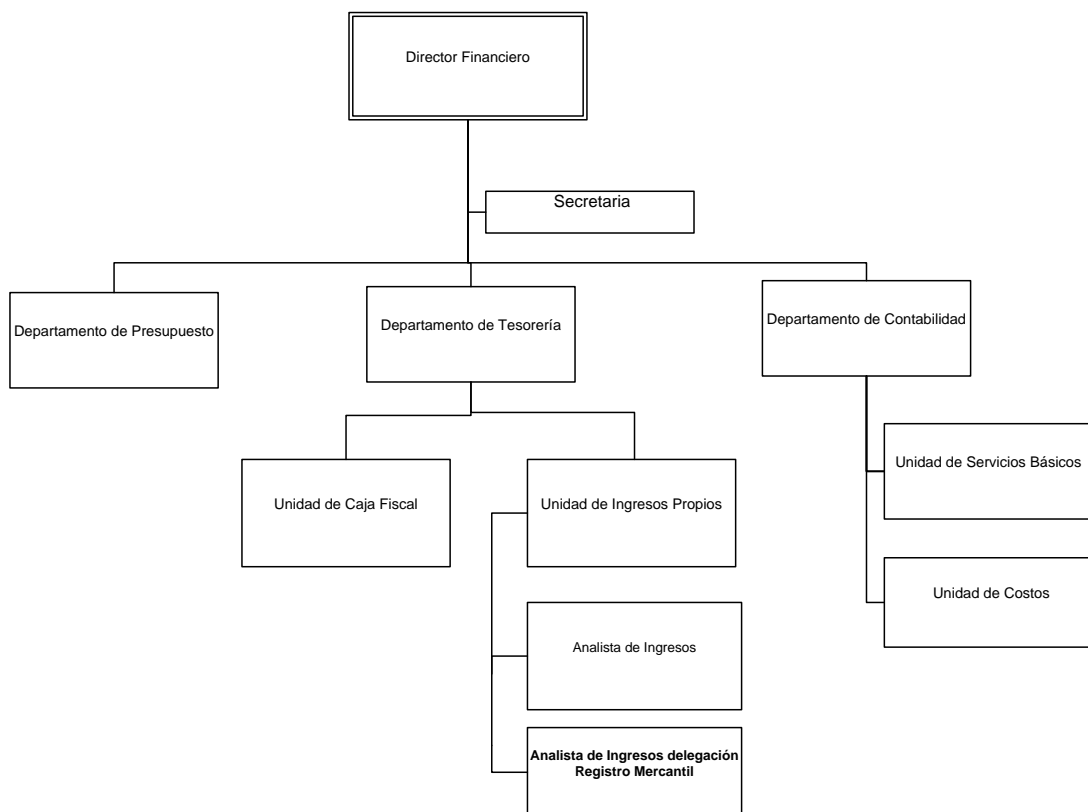 Director Financiero
Secretaria
Departamento de Presupuesto
Departamento de Tesorería
Departamento de Contabilidad
Unidad de Caja Fiscal
Unidad de Ingresos Propios
Unidad de Servicios Básicos
Unidad de Costos
Analista de Ingresos
Analista de Ingresos delegación
Registro Mercantil